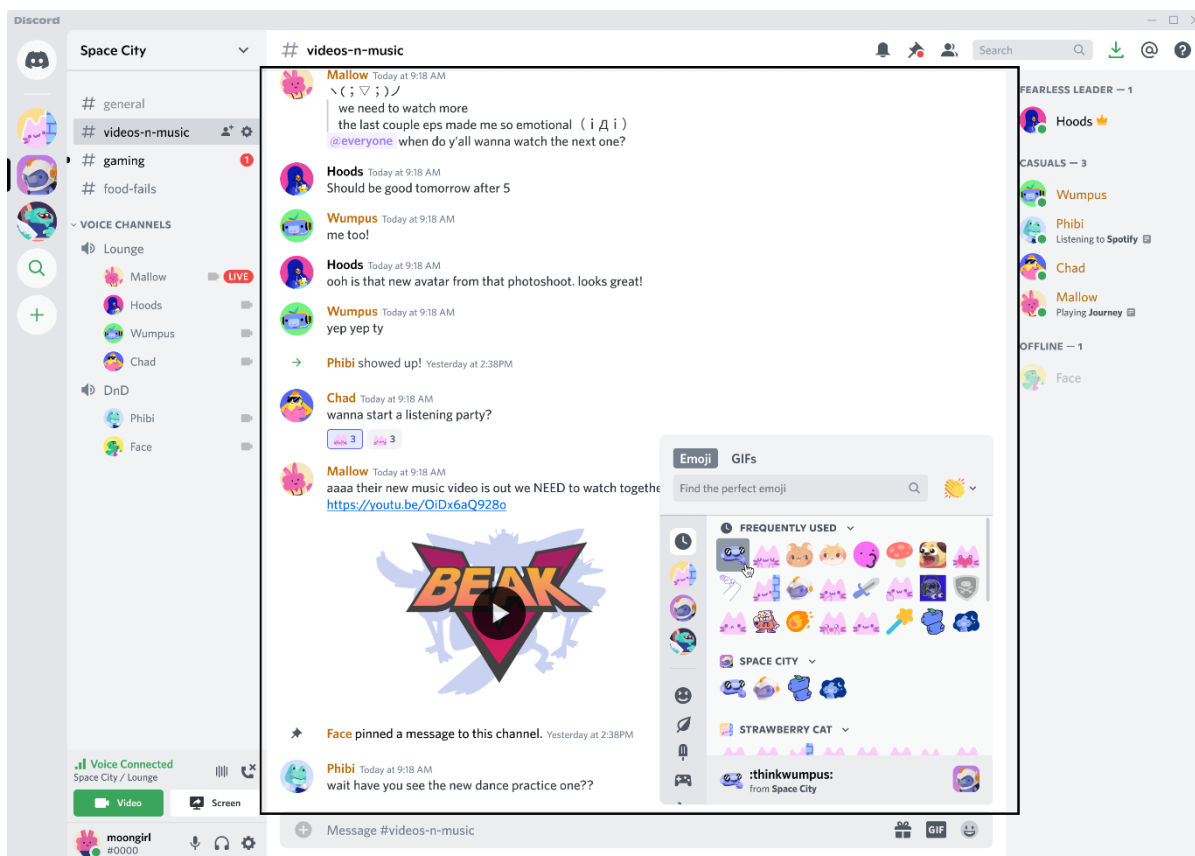 Discord
Space City
# videos-n-music
Search
# general
# videos-n-music
# gaming
1
# food-fails
VOICE CHANNELS
Lounge
Mallow
LIVE
Hoods
Wumpus
Chad
DnD
Phibi
Face
Voice Connected
Space City / Lounge
Video
Screen
moongirl
#0000
Mallow Today at 9:18 AM
ヽ(；▽；)ノ
we need to watch more
the last couple eps made me so emotional （ｉДｉ）
@everyone when do y'all wanna watch the next one?
Hoods Today at 9:18 AM
Should be good tomorrow after 5
Wumpus Today at 9:18 AM
me too!
Hoods Today at 9:18 AM
ooh is that new avatar from that photoshoot. looks great!
Wumpus Today at 9:18 AM
yep yep ty
Phibi showed up! Yesterday at 2:38PM
Chad Today at 9:18 AM
wanna start a listening party?
3
3
Mallow Today at 9:18 AM
aaaa their new music video is out we NEED to watch togethe
https://youtu.be/OiDx6aQ928o
BEAK
Face pinned a message to this channel. Yesterday at 2:38PM
Phibi Today at 9:18 AM
wait have you see the new dance practice one??
Message #videos-n-music
GIF
Emoji
GIFs
Find the perfect emoji
FREQUENTLY USED
SPACE CITY
STRAWBERRY CAT
:thinkwumpus:
from Space City
FEARLESS LEADER — 1
Hoods
CASUALS — 3
Wumpus
Phibi
Listening to Spotify
Chad
Mallow
Playing Journey
OFFLINE — 1
Face